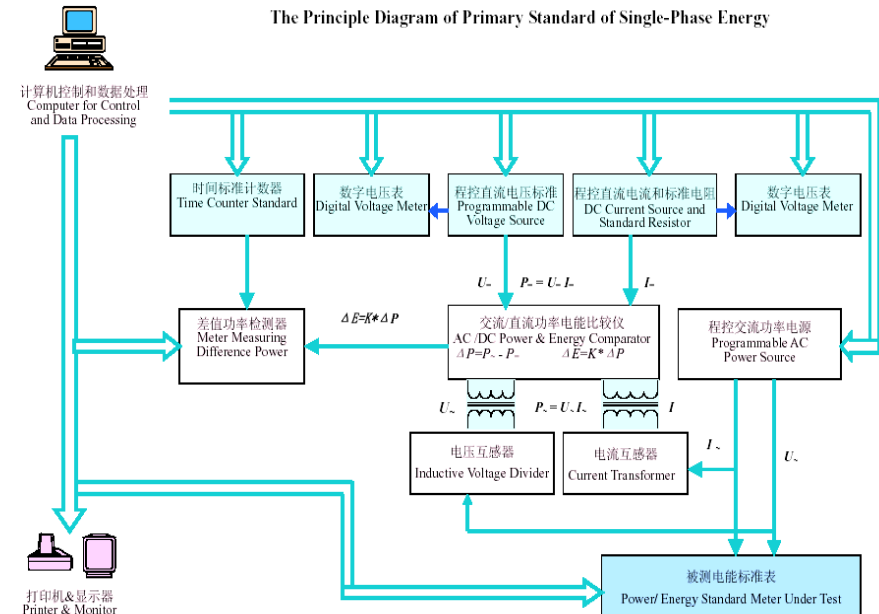 The Principle Diagram of Primary Standard of Single-Phase Energy
计算机控制和数据处理
Computer for Control
and Data Processing
时间标准计数器
Time Counter Standard
数字电压表
Digital Voltage Meter
程控直流电压标准
Programmable DC
Voltage Source
程控直流电流和标准电阻
DC Current Source and
Standard Resistor
数字电压表
Digital Voltage Meter
U₌
P₌ = U₌ I₌
I₌
差值功率检测器
Meter Measuring
Difference Power
ΔE=K*ΔP
交流/直流功率电能比较仪
AC /DC Power & Energy Comparator
ΔP=P~ - P₌ ΔE=K* ΔP
程控交流功率电源
Programmable AC
Power Source
U~
P~ = U~ I~
I
电压互感器
Inductive Voltage Divider
电流互感器
Current Transformer
I ~
U~
打印机&显示器
Printer & Monitor
被测电能标准表
Power/ Energy Standard Meter Under Test